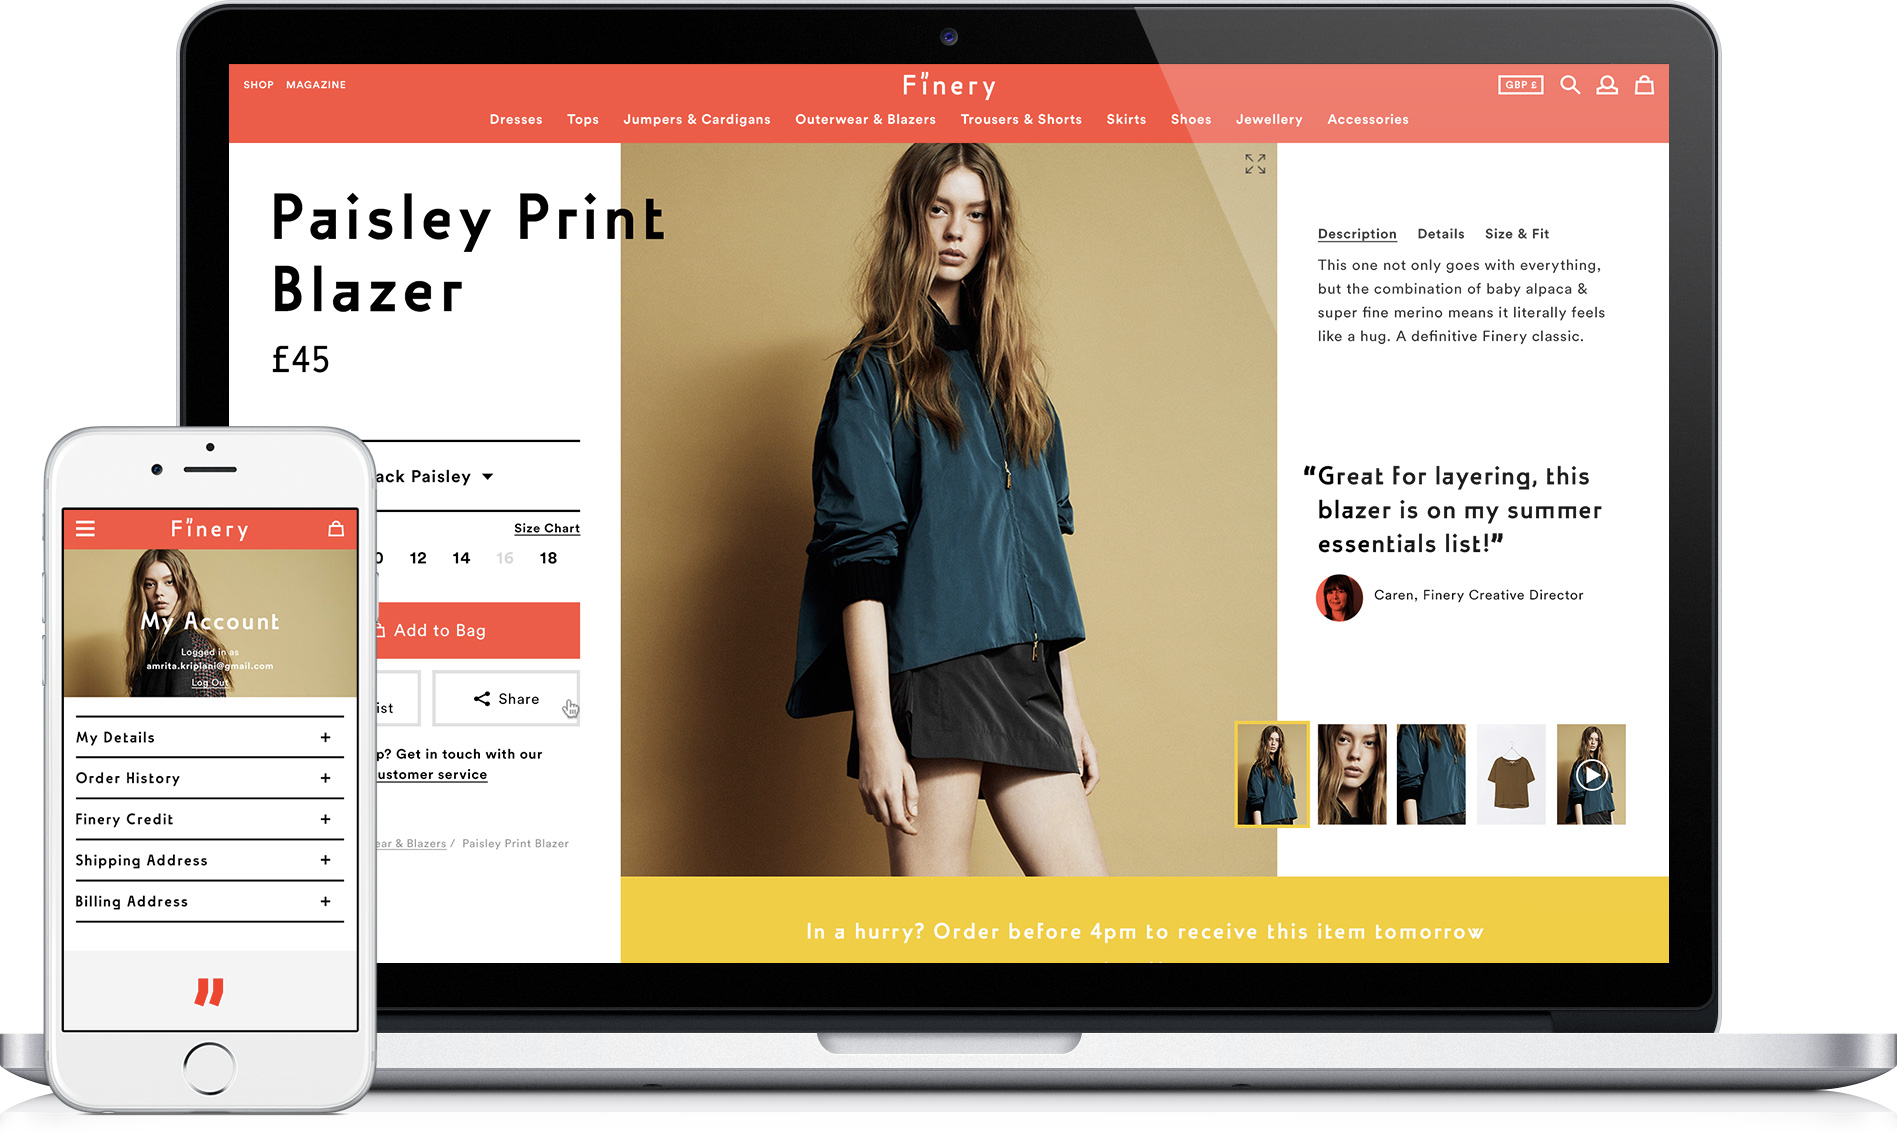 SHOP MAGAZINE
Finery
GBP £
Dresses Tops Jumpers & Cardigans Outerwear & Blazers Trousers & Shorts Skirts Shoes Jewellery Accessories
Paisley Print
Blazer
£45
ack Paisley
Size Chart
0 12 14 16 18
Add to Bag
ist
Share
p? Get in touch with our
ustomer service
ear & Blazers / Paisley Print Blazer
Description Details Size & Fit
This one not only goes with everything,
but the combination of baby alpaca &
super fine merino means it literally feels
like a hug. A definitive Finery classic.
“Great for layering, this
blazer is on my summer
essentials list!”
Caren, Finery Creative Director
In a hurry? Order before 4pm to receive this item tomorrow
Finery
My Account
Logged in as
amrita.kriplani@gmail.com
Log Out
My Details +
Order History +
Finery Credit +
Shipping Address +
Billing Address +